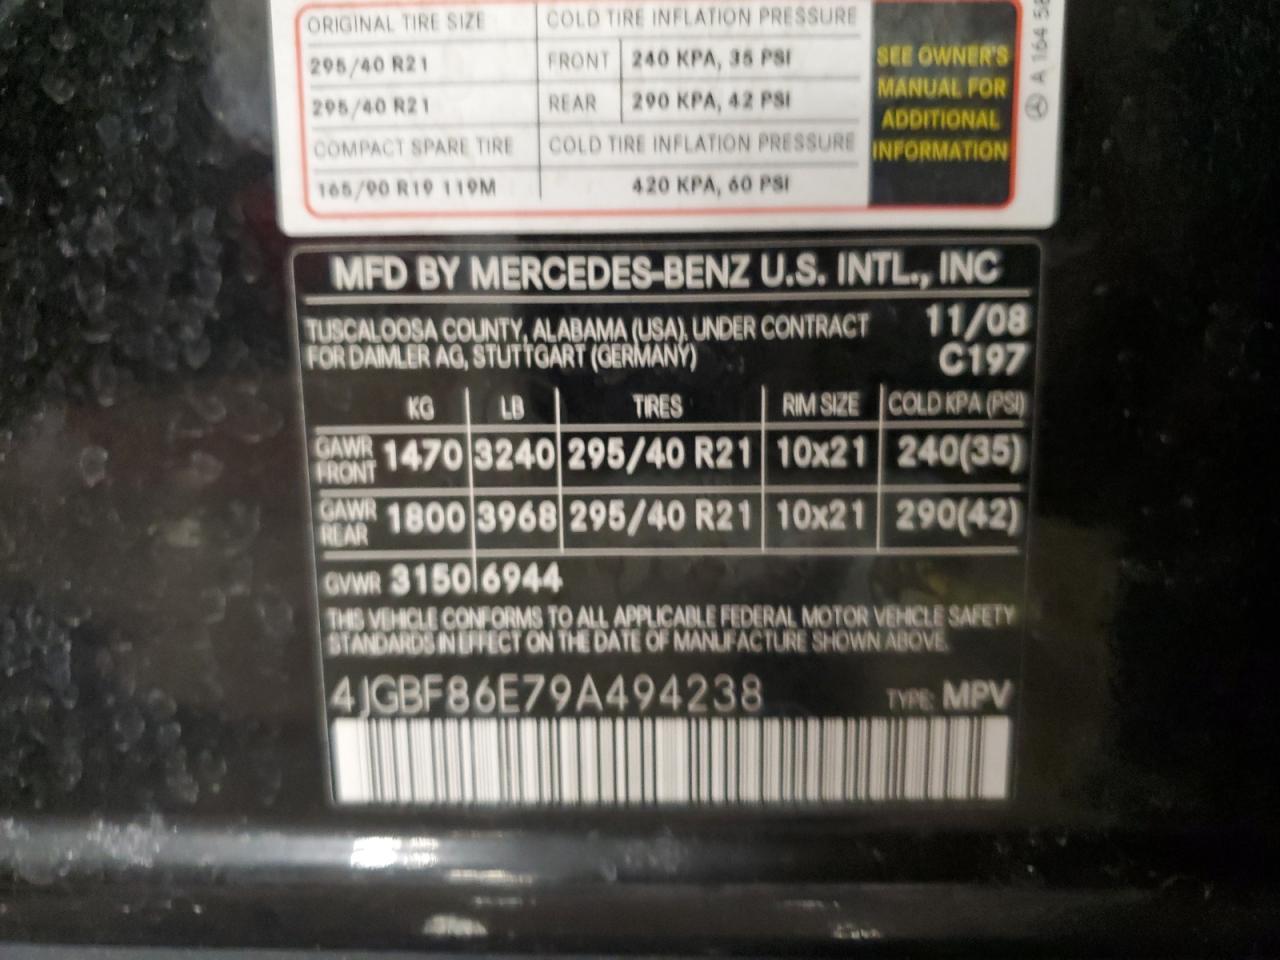 ORIGINAL TIRE SIZE COLD TIRE INFLATION PRESSURE
295/40 R21 FRONT 240 KPA, 35 PSI
295/40 R21 REAR 290 KPA, 42 PSI
COMPACT SPARE TIRE COLD TIRE INFLATION PRESSURE
165/90 R19 119M 420 KPA, 60 PSI
SEE OWNER'S
MANUAL FOR
ADDITIONAL
INFORMATION
A 164 58
MFD BY MERCEDES-BENZ U.S. INTL., INC
TUSCALOOSA COUNTY, ALABAMA (USA), UNDER CONTRACT 11/08
FOR DAIMLER AG, STUTTGART (GERMANY) C197
KG LB TIRES RIM SIZE COLD KPA (PSI)
GAWR FRONT 1470 3240 295/40 R21 10x21 240(35)
GAWR REAR 1800 3968 295/40 R21 10x21 290(42)
GVWR 3150 6944
THIS VEHICLE CONFORMS TO ALL APPLICABLE FEDERAL MOTOR VEHICLE SAFETY
STANDARDS IN EFFECT ON THE DATE OF MANUFACTURE SHOWN ABOVE.
4JGBF86E79A494238 TYPE: MPV